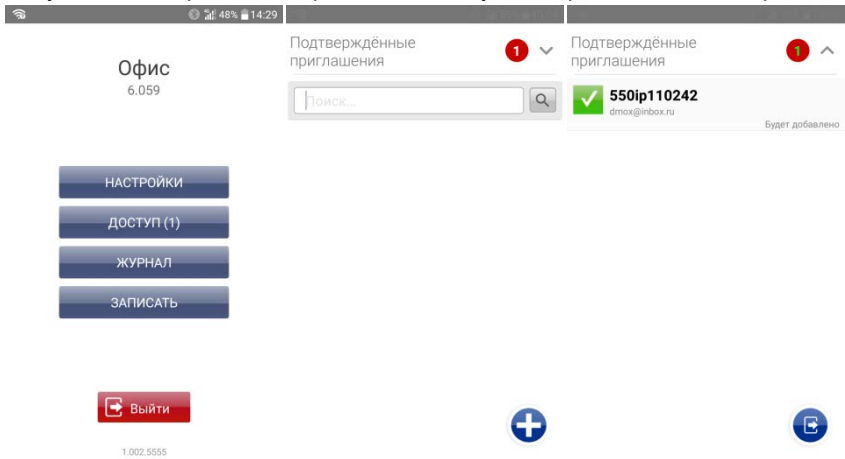 48% 14:29
Офис
6.059
НАСТРОЙКИ
ДОСТУП (1)
ЖУРНАЛ
ЗАПИСАТЬ
Выйти
1.002.5555
Подтверждённые
приглашения
1
Поиск...
Подтверждённые
приглашения
1
550ip110242
dmox@inbox.ru
Будет добавлено